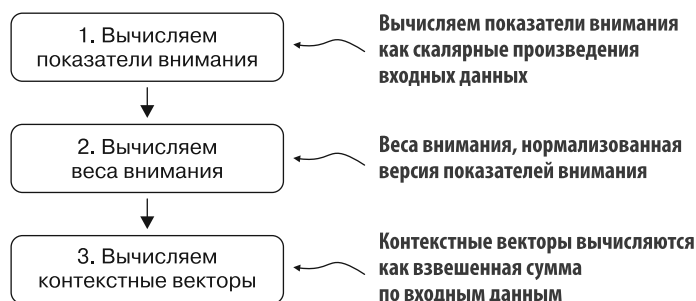 1. Вычисляем
показатели внимания
Вычисляем показатели внимания
как скалярные произведения
входных данных
2. Вычисляем
веса внимания
Веса внимания, нормализованная
версия показателей внимания
3. Вычисляем
контекстные векторы
Контекстные векторы вычисляются
как взвешенная сумма
по входным данным